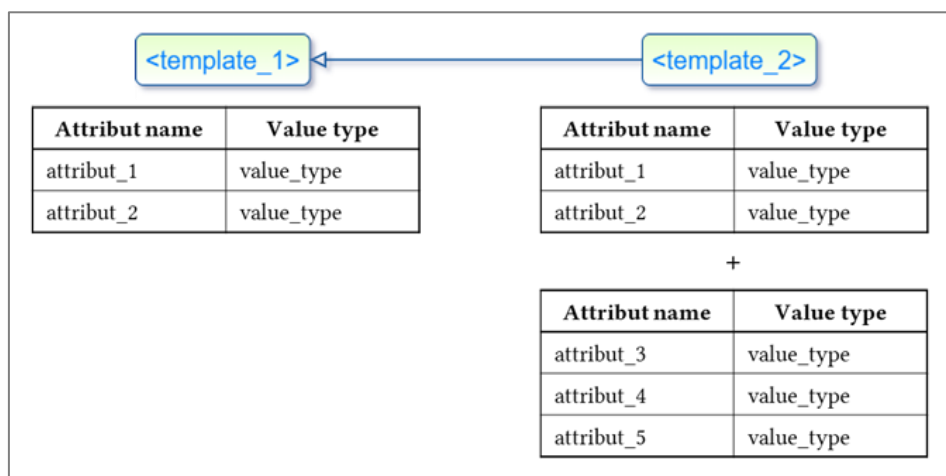 <template_1> <template_2>
Attribut name Value type
attribut_1 value_type
attribut_2 value_type
Attribut name Value type
attribut_1 value_type
attribut_2 value_type
+
Attribut name Value type
attribut_3 value_type
attribut_4 value_type
attribut_5 value_type